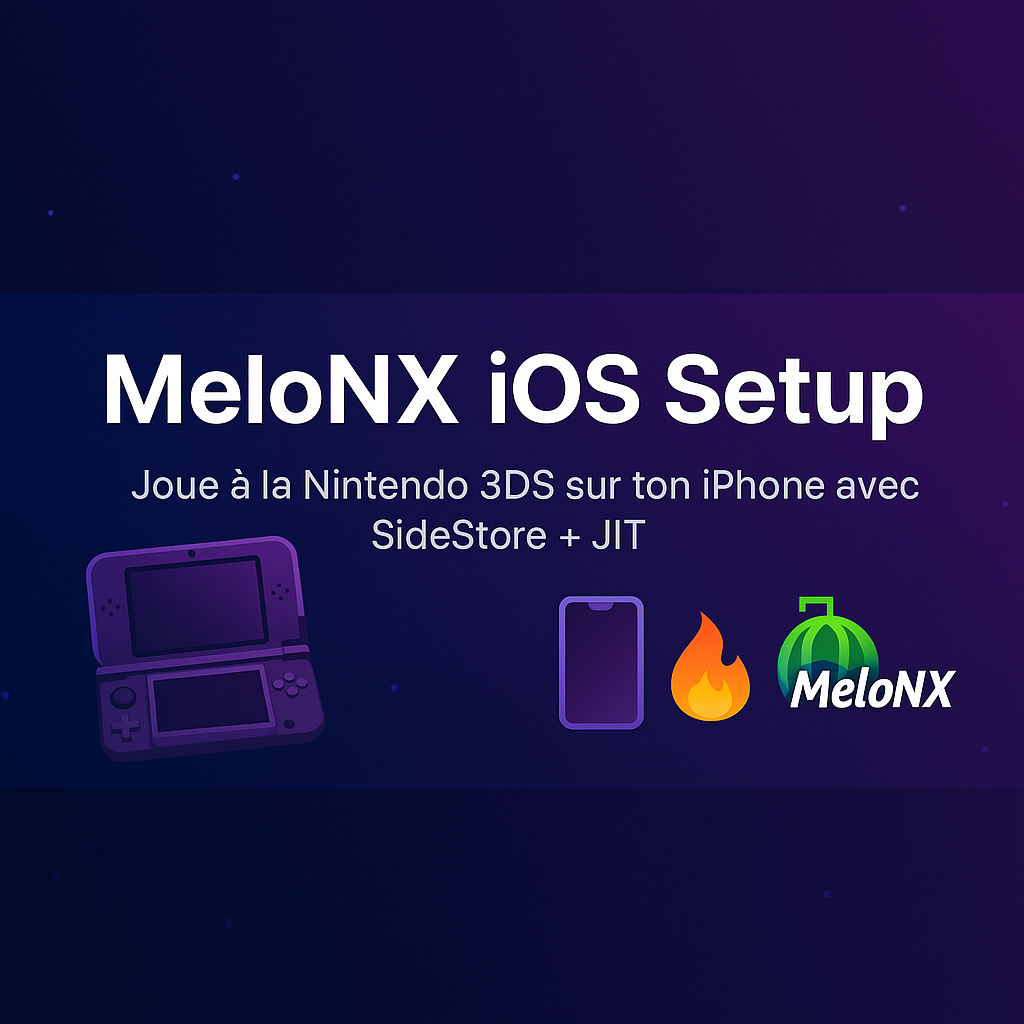 MeloNX iOS Setup
Joue à la Nintendo 3DS sur ton iPhone avec
SideStore + JIT
MeloNX